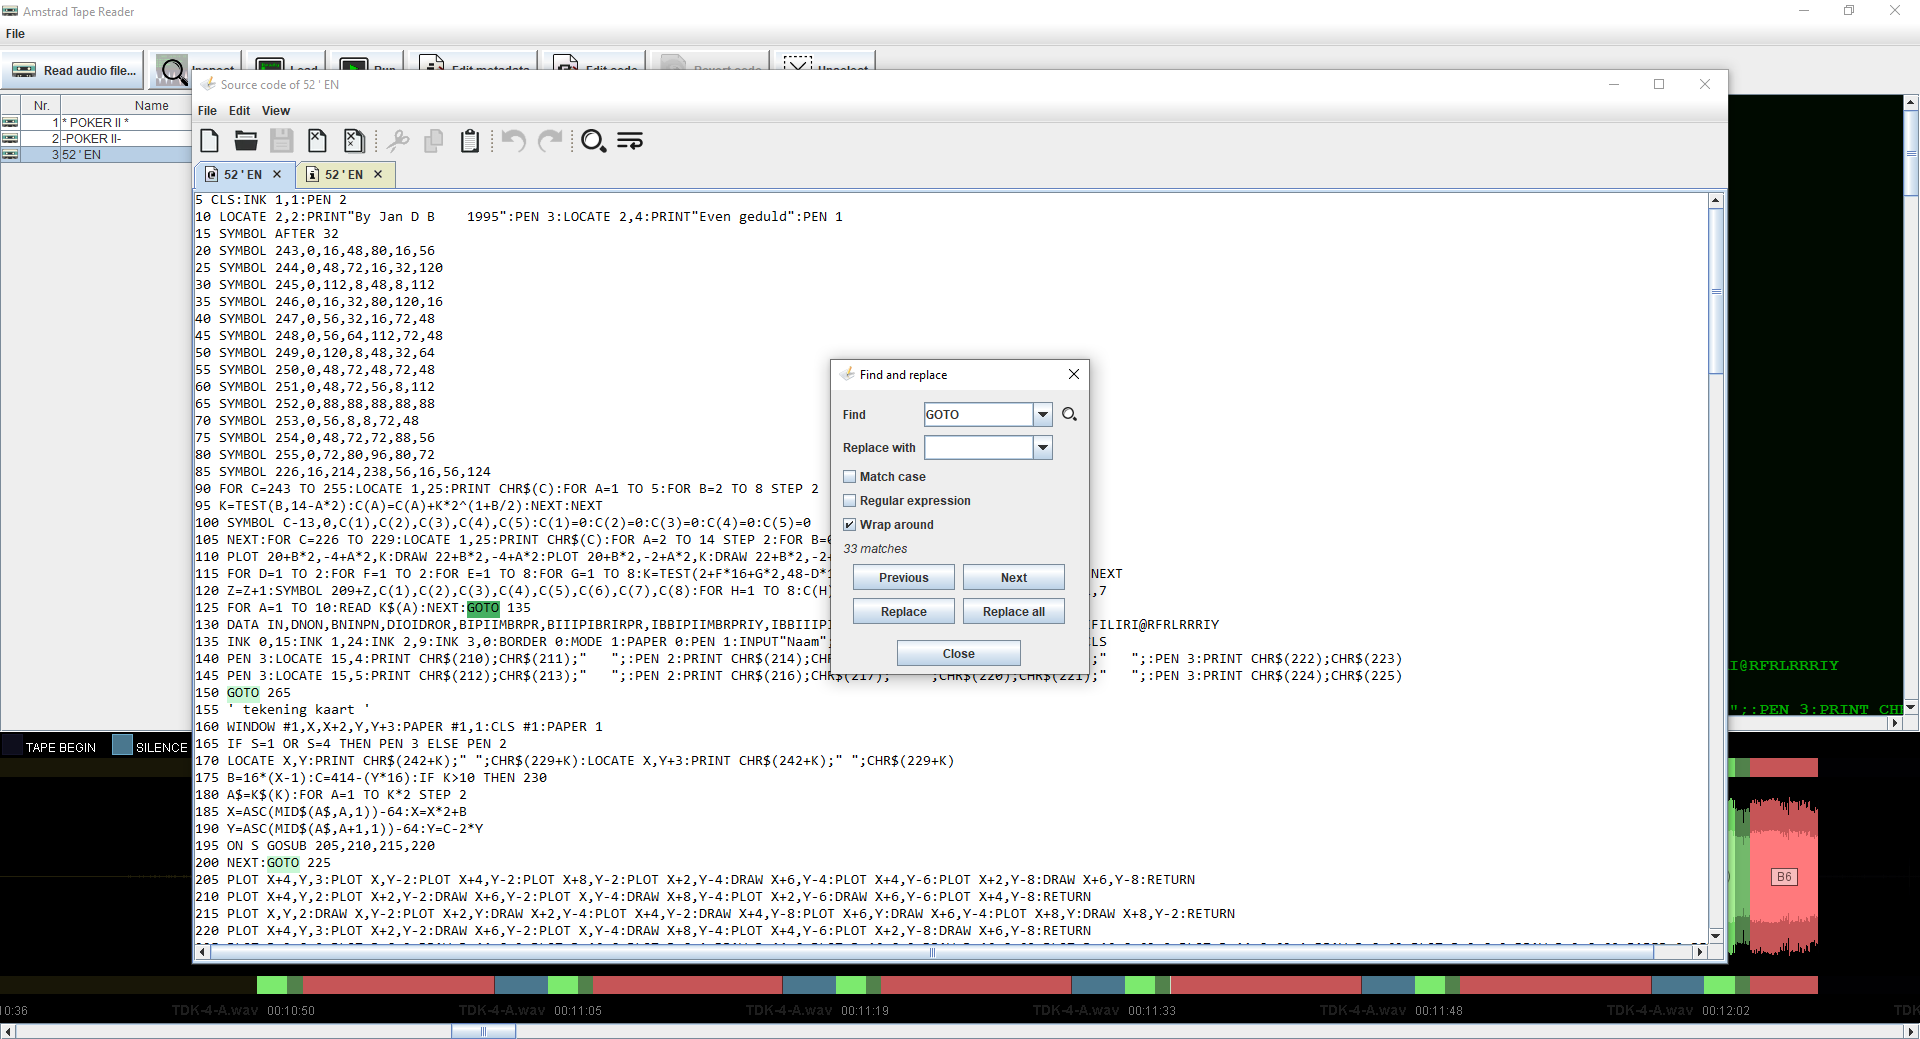 Amstrad Tape Reader
File
Read audio file...
Nr. Name
1 * POKER II *
2 -POKER II-
3 52 ' EN
Source code of 52 ' EN
File Edit View
52 ' EN 52 ' EN
5 CLS:INK 1,1:PEN 2
10 LOCATE 2,2:PRINT"By Jan D B    1995":PEN 3:LOCATE 2,4:PRINT"Even geduld":PEN 1
15 SYMBOL AFTER 32
20 SYMBOL 243,0,16,48,80,16,56
25 SYMBOL 244,0,48,72,16,32,120
30 SYMBOL 245,0,112,8,48,8,112
35 SYMBOL 246,0,16,32,80,120,16
40 SYMBOL 247,0,56,32,16,72,48
45 SYMBOL 248,0,56,64,112,72,48
50 SYMBOL 249,0,120,8,48,32,64
55 SYMBOL 250,0,48,72,48,72,48
60 SYMBOL 251,0,48,72,56,8,112
65 SYMBOL 252,0,88,88,88,88,88
70 SYMBOL 253,0,56,8,8,72,48
75 SYMBOL 254,0,48,72,72,88,56
80 SYMBOL 255,0,72,80,96,80,72
85 SYMBOL 226,16,214,238,56,16,56,124
90 FOR C=243 TO 255:LOCATE 1,25:PRINT CHR$(C):FOR A=1 TO 5:FOR B=2 TO 8 STEP 2
95 K=TEST(B,14-A*2):C(A)=C(A)+K*2^(1+B/2):NEXT:NEXT
100 SYMBOL C-13,0,C(1),C(2),C(3),C(4),C(5):C(1)=0:C(2)=0:C(3)=0:C(4)=0:C(5)=0
105 NEXT:FOR C=226 TO 229:LOCATE 1,25:PRINT CHR$(C):FOR A=2 TO 14 STEP 2:FOR B=
110 PLOT 20+B*2,-4+A*2,K:DRAW 22+B*2,-4+A*2:PLOT 20+B*2,-2+A*2,K:DRAW 22+B*2,-2
115 FOR D=1 TO 2:FOR F=1 TO 2:FOR E=1 TO 8:FOR G=1 TO 8:K=TEST(2+F*16+G*2,48-D* NEXT
120 Z=Z+1:SYMBOL 209+Z,C(1),C(2),C(3),C(4),C(5),C(6),C(7),C(8):FOR H=1 TO 8:C(H ,7
125 FOR A=1 TO 10:READ K$(A):NEXT:GOTO 135
130 DATA IN,DNON,BNINPN,DIOIDROR,BIPIIMBRPR,BIIIPIBRIRPR,IBBIPIIMBRPRIY,IBBIIIP FILIRI@RFRLRRRIY
135 INK 0,15:INK 1,24:INK 2,9:INK 3,0:BORDER 0:MODE 1:PAPER 0:PEN 1:INPUT"Naam" CLS
140 PEN 3:LOCATE 15,4:PRINT CHR$(210);CHR$(211);"   ";:PEN 2:PRINT CHR$(214);CH ;"   ";:PEN 3:PRINT CHR$(222);CHR$(223)
145 PEN 3:LOCATE 15,5:PRINT CHR$(212);CHR$(213);"   ";:PEN 2:PRINT CHR$(216);CHR$(217);"   ";CHR$(220);CHR$(221);"   ";:PEN 3:PRINT CHR$(224);CHR$(225)
150 GOTO 265
155 ' tekening kaart '
160 WINDOW #1,X,X+2,Y,Y+3:PAPER #1,1:CLS #1:PAPER 1
165 IF S=1 OR S=4 THEN PEN 3 ELSE PEN 2
170 LOCATE X,Y:PRINT CHR$(242+K);" ";CHR$(229+K):LOCATE X,Y+3:PRINT CHR$(242+K);" ";CHR$(229+K)
175 B=16*(X-1):C=414-(Y*16):IF K>10 THEN 230
180 A$=K$(K):FOR A=1 TO K*2 STEP 2
185 X=ASC(MID$(A$,A,1))-64:X=X*2+B
190 Y=ASC(MID$(A$,A+1,1))-64:Y=C-2*Y
195 ON S GOSUB 205,210,215,220
200 NEXT:GOTO 225
205 PLOT X+4,Y,3:PLOT X,Y-2:PLOT X+4,Y-2:PLOT X+8,Y-2:PLOT X+2,Y-4:DRAW X+6,Y-4:PLOT X+4,Y-6:PLOT X+2,Y-8:DRAW X+6,Y-8:RETURN
210 PLOT X+4,Y,2:PLOT X+2,Y-2:DRAW X+6,Y-2:PLOT X,Y-4:DRAW X+8,Y-4:PLOT X+2,Y-6:DRAW X+6,Y-6:PLOT X+4,Y-8:RETURN
215 PLOT X,Y,2:DRAW X,Y-2:PLOT X+2,Y:DRAW X+2,Y-4:PLOT X+4,Y-2:DRAW X+4,Y-8:PLOT X+6,Y:DRAW X+6,Y-4:PLOT X+8,Y:DRAW X+8,Y-2:RETURN
220 PLOT X+4,Y,3:PLOT X+2,Y-2:DRAW X+6,Y-2:PLOT X,Y-4:DRAW X+8,Y-4:PLOT X+4,Y-6:PLOT X+2,Y-8:DRAW X+6,Y-8:RETURN
Find and replace
Find GOTO
Replace with
Match case
Regular expression
Wrap around
33 matches
Previous Next
Replace Replace all
Close
I@RFRLRRRIY
";:PEN 3:PRINT CH
TAPE BEGIN SILENCE
B6
10:36 TDK-4-A.wav 00:10:50 TDK-4-A.wav 00:11:05 TDK-4-A.wav 00:11:19 TDK-4-A.wav 00:11:33 TDK-4-A.wav 00:11:48 TDK-4-A.wav 00:12:02 TDK